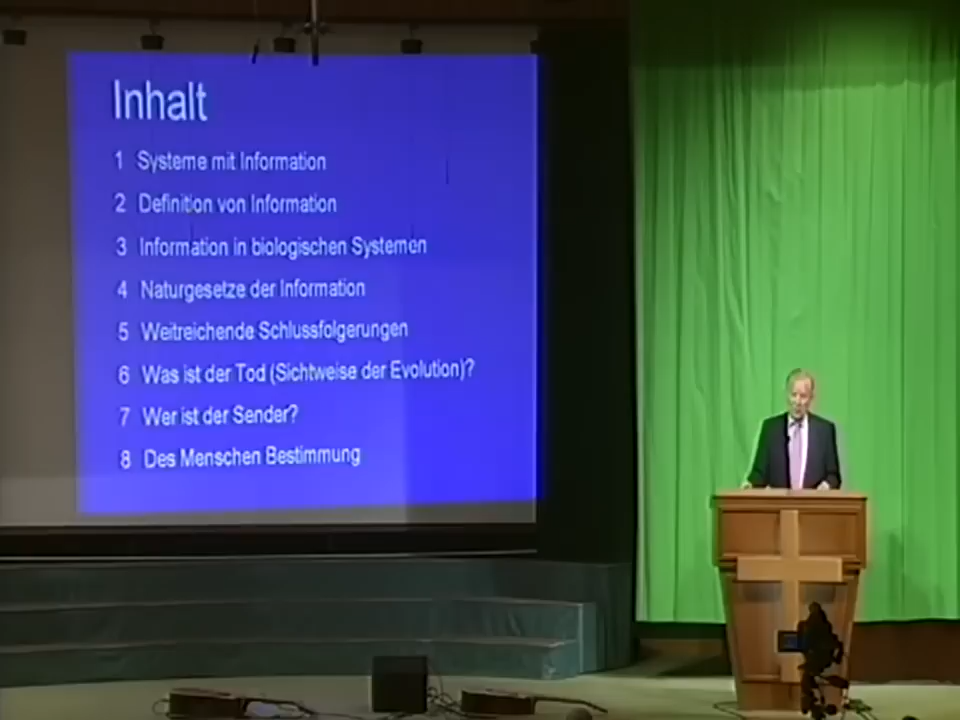 Inhalt
1 Systeme mit Information
2 Definition von Information
3 Information in biologischen Systemen
4 Naturgesetze der Information
5 Weitreichende Schlussfolgerungen
6 Was ist der Tod (Sichtweise der Evolution)?
7 Wer ist der Sender?
8 Des Menschen Bestimmung